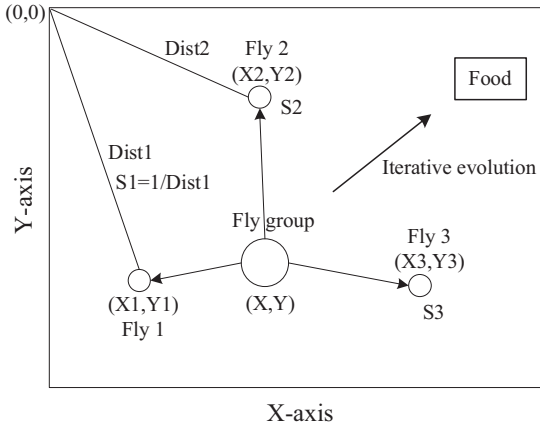 (0,0)
Dist2
Fly 2
(X2,Y2)
S2
Food
Dist1
S1=1/Dist1
Iterative evolution
Fly group
(X,Y)
Fly 3
(X3,Y3)
S3
(X1,Y1)
Fly 1
Y-axis
X-axis